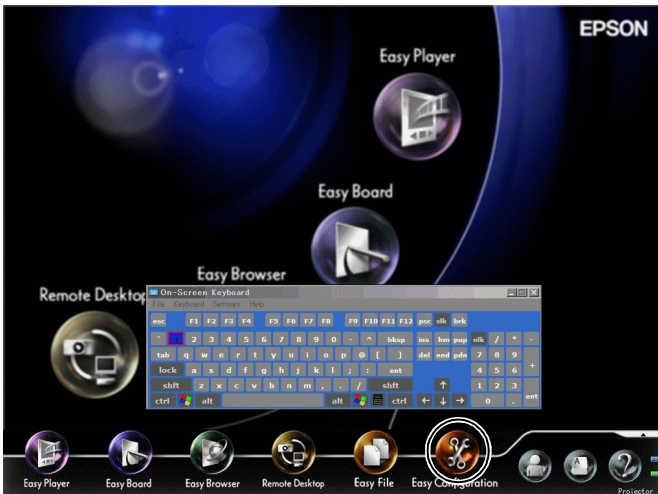 EPSON
Easy Player
Easy Board
Easy Browser
Remote Desktop
On-Screen Keyboard
File Keyboard Settings Help
esc F1 F2 F3 F4 F5 F6 F7 F8 F9 F10 F11 F12 psc slk brk
` 1 2 3 4 5 6 7 8 9 0 - ^ bksp ins hm pup nlk / * -
tab q w e r t y u i o p @ [ ] del end pdn 7 8 9 +
lock a s d f g h j k l ; : ent 4 5 6
shft z x c v b n m , . / shft ↑ 1 2 3 ent
ctrl alt alt ctrl ← ↓ → 0 .
Easy Player Easy Board Easy Browser Remote Desktop Easy File Easy Configuration
A
?
Projector